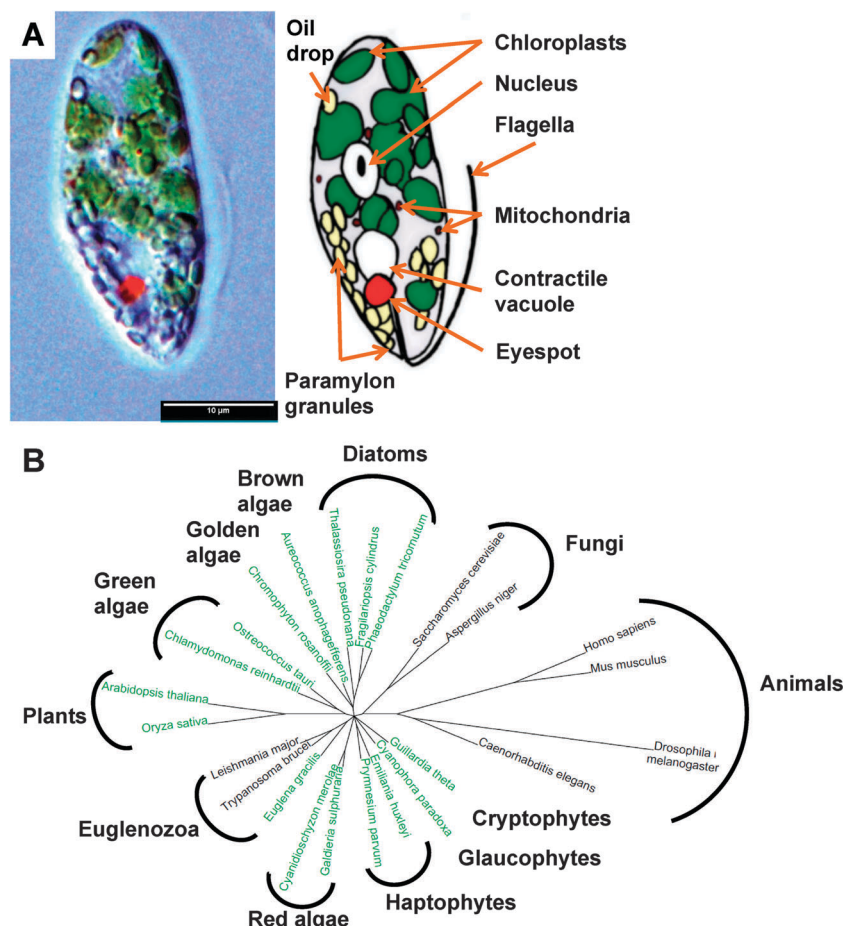 A
Oil
drop
Chloroplasts
Nucleus
Flagella
Mitochondria
Contractile
vacuole
Eyespot
Paramylon
granules
10 µm
B
Diatoms
Brown
algae
Golden
algae
Green
algae
Plants
Euglenozoa
Red algae
Haptophytes
Glaucophytes
Cryptophytes
Animals
Fungi
Arabidopsis thaliana
Oryza sativa
Chlamydomonas reinhardtii
Ostreococcus tauri
Chromophyton rosanoffii
Aureococcus anophagefferens
Thalassiosira pseudonana
Fragilariopsis cylindrus
Phaeodactylum tricornutum
Saccharomyces cerevisiae
Aspergillus niger
Homo sapiens
Mus musculus
Drosophila i
melanogaster
Caenorhabditis elegans
Guillardia theta
Cyanophora paradoxa
Emiliania huxleyi
Prymnesium parvum
Galdieria sulphuraria
Cyanidioschyzon merolae
Euglena gracilis
Trypanosoma brucei
Leishmania major